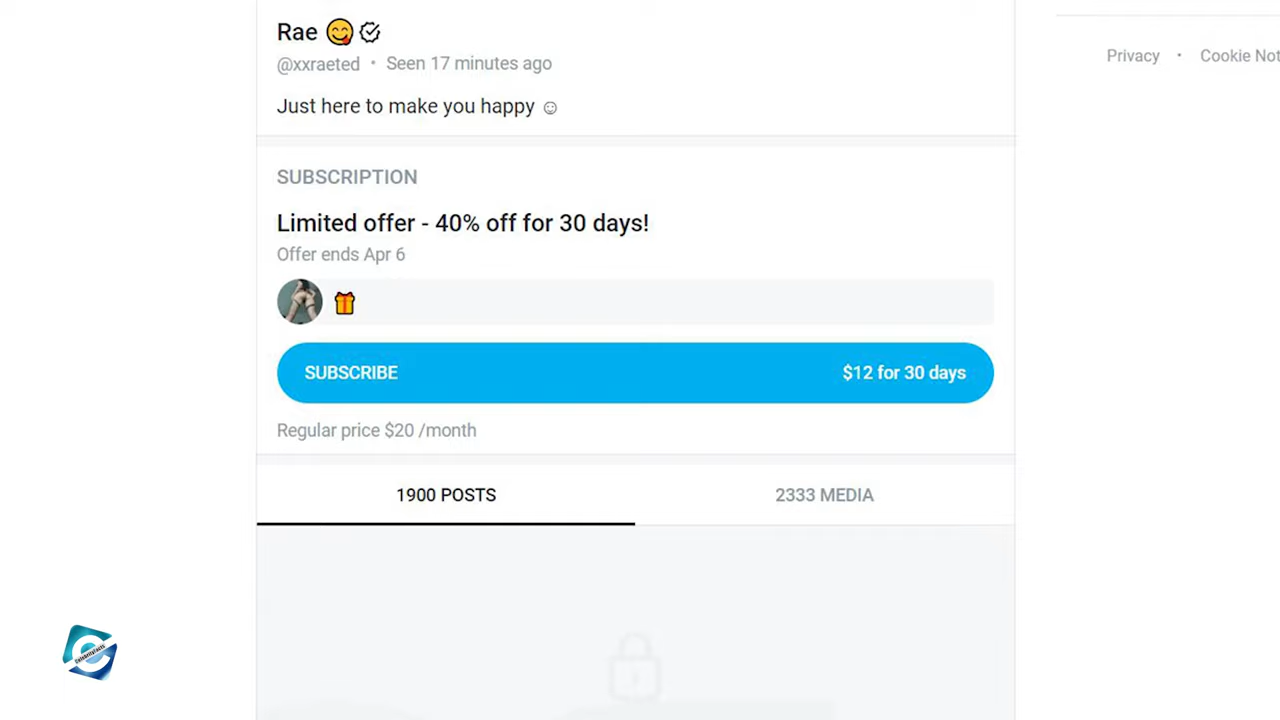 Rae 😋
@xxraeted • Seen 17 minutes ago
Privacy • Cookie Not
Just here to make you happy ☺
SUBSCRIPTION
Limited offer - 40% off for 30 days!
Offer ends Apr 6
🎁
SUBSCRIBE $12 for 30 days
Regular price $20 /month
1900 POSTS 2333 MEDIA
CelebrityFacts